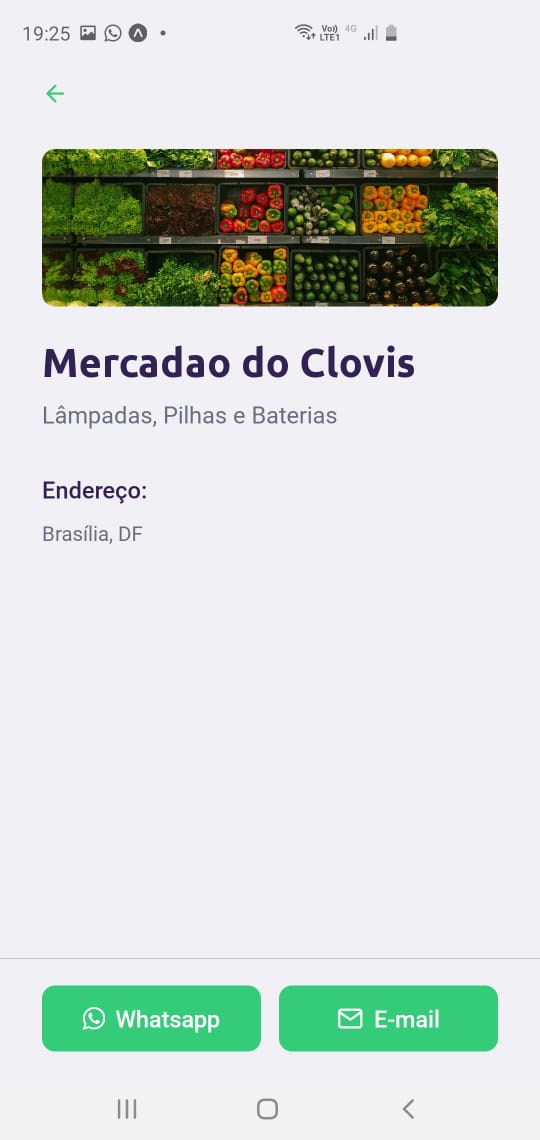 19:25
Vo)) 4G
LTE1
Mercadao do Clovis
Lâmpadas, Pilhas e Baterias
Endereço:
Brasília, DF
Whatsapp
E-mail